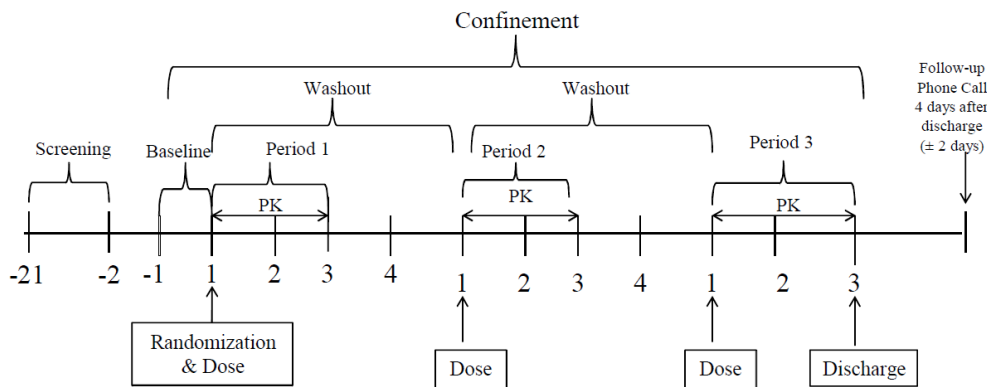 Confinement
Follow-up
Phone Call
4 days after
discharge
(± 2 days)
Washout
Washout
Screening
Baseline
Period 1
Period 2
Period 3
PK
PK
PK
-21 -2 -1 1 2 3 4 1 2 3 4 1 2 3
Randomization
& Dose
Dose
Dose
Discharge